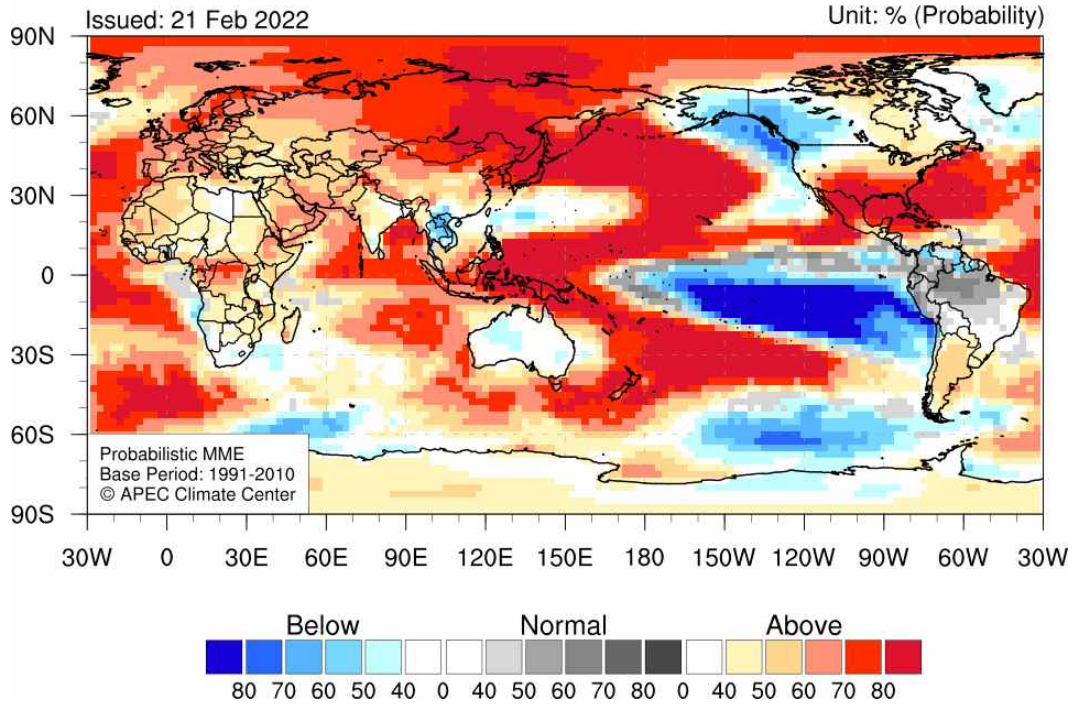 Issued: 21 Feb 2022 Unit: % (Probability)
90N
60N
30N
0
30S
60S
90S
Probabilistic MME
Base Period: 1991-2010
© APEC Climate Center
30W 0 30E 60E 90E 120E 150E 180 150W 120W 90W 60W 30W
Below Normal Above
80 70 60 50 40 0 40 50 60 70 80 0 40 50 60 70 80